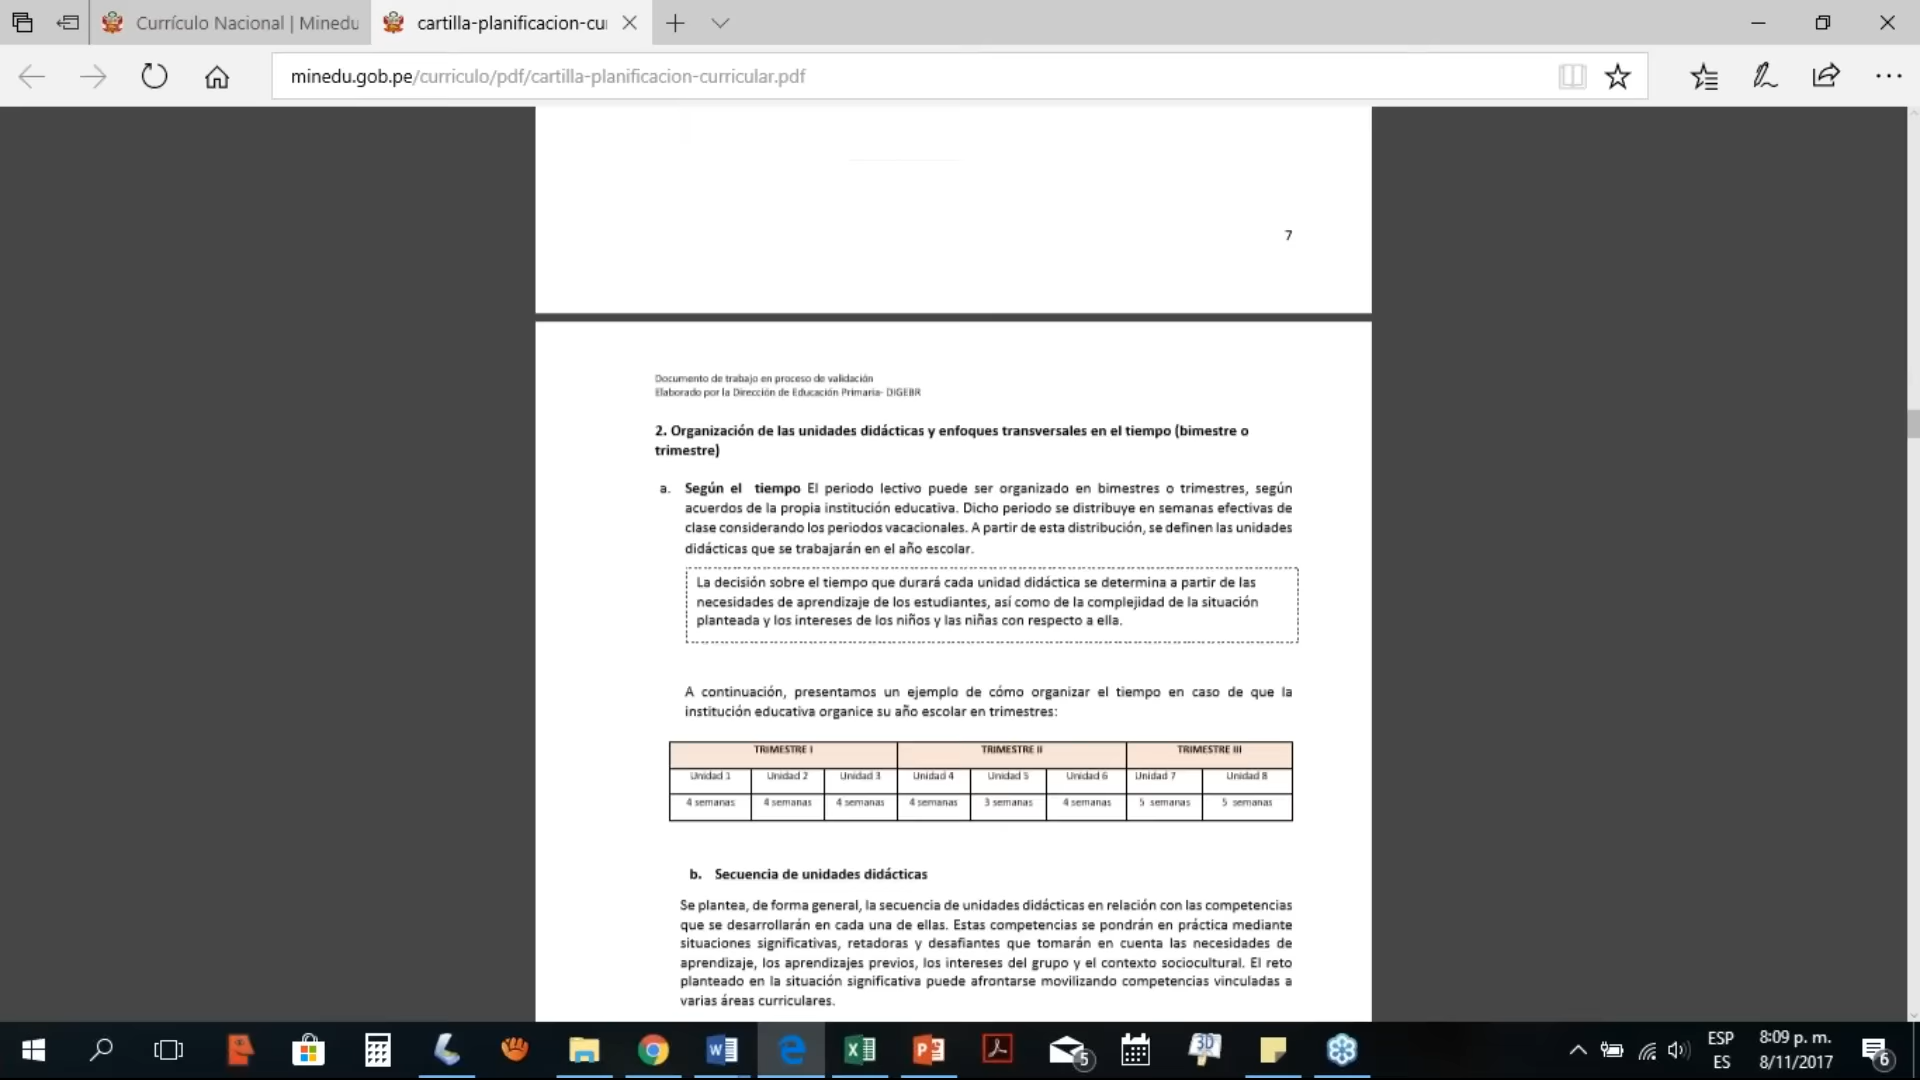 Currículo Nacional | Minedu
cartilla-planificacion-cu
minedu.gob.pe/curriculo/pdf/cartilla-planificacion-curricular.pdf
7
Documento de trabajo en proceso de validación
Elaborado por la Dirección de Educación Primaria- DIGEBR
2. Organización de las unidades didácticas y enfoques transversales en el tiempo (bimestre o
trimestre)
a. Según el tiempo El periodo lectivo puede ser organizado en bimestres o trimestres, según
acuerdos de la propia institución educativa. Dicho periodo se distribuye en semanas efectivas de
clase considerando los periodos vacacionales. A partir de esta distribución, se definen las unidades
didácticas que se trabajarán en el año escolar.
La decisión sobre el tiempo que durará cada unidad didáctica se determina a partir de las
necesidades de aprendizaje de los estudiantes, así como de la complejidad de la situación
planteada y los intereses de los niños y las niñas con respecto a ella.
A continuación, presentamos un ejemplo de cómo organizar el tiempo en caso de que la
institución educativa organice su año escolar en trimestres:
TRIMESTRE I TRIMESTRE II TRIMESTRE III
Unidad 1 Unidad 2 Unidad 3 Unidad 4 Unidad 5 Unidad 6 Unidad 7 Unidad 8
4 semanas 4 semanas 4 semanas 4 semanas 3 semanas 4 semanas 5 semanas 5 semanas
b. Secuencia de unidades didácticas
Se plantea, de forma general, la secuencia de unidades didácticas en relación con las competencias
que se desarrollarán en cada una de ellas. Estas competencias se pondrán en práctica mediante
situaciones significativas, retadoras y desafiantes que tomarán en cuenta las necesidades de
aprendizaje, los aprendizajes previos, los intereses del grupo y el contexto sociocultural. El reto
planteado en la situación significativa puede afrontarse movilizando competencias vinculadas a
varias áreas curriculares.
5
3D
ESP
ES
8:09 p. m.
8/11/2017
6